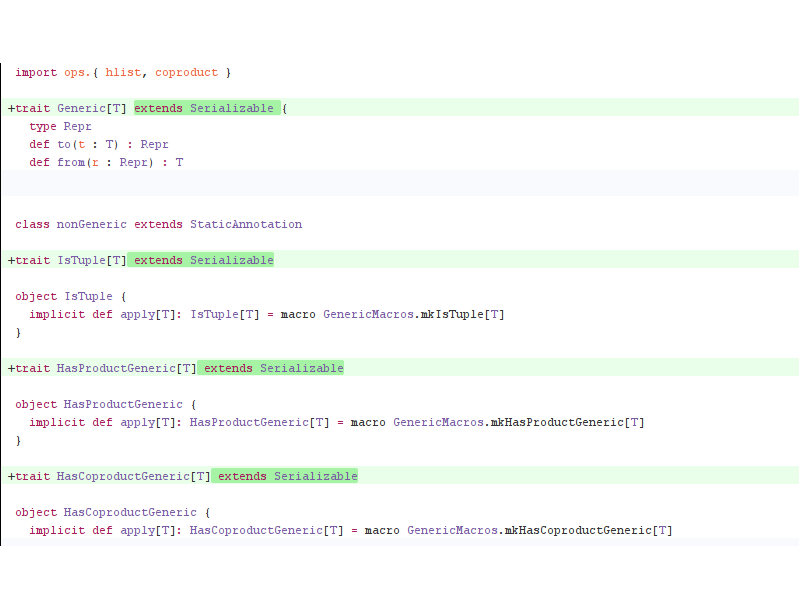 import ops.{ hlist, coproduct }
+trait Generic[T] extends Serializable {
type Repr
def to(t : T) : Repr
def from(r : Repr) : T
class nonGeneric extends StaticAnnotation
+trait IsTuple[T] extends Serializable
object IsTuple {
implicit def apply[T]: IsTuple[T] = macro GenericMacros.mkIsTuple[T]
}
+trait HasProductGeneric[T] extends Serializable
object HasProductGeneric {
implicit def apply[T]: HasProductGeneric[T] = macro GenericMacros.mkHasProductGeneric[T]
}
+trait HasCoproductGeneric[T] extends Serializable
object HasCoproductGeneric {
implicit def apply[T]: HasCoproductGeneric[T] = macro GenericMacros.mkHasCoproductGeneric[T]